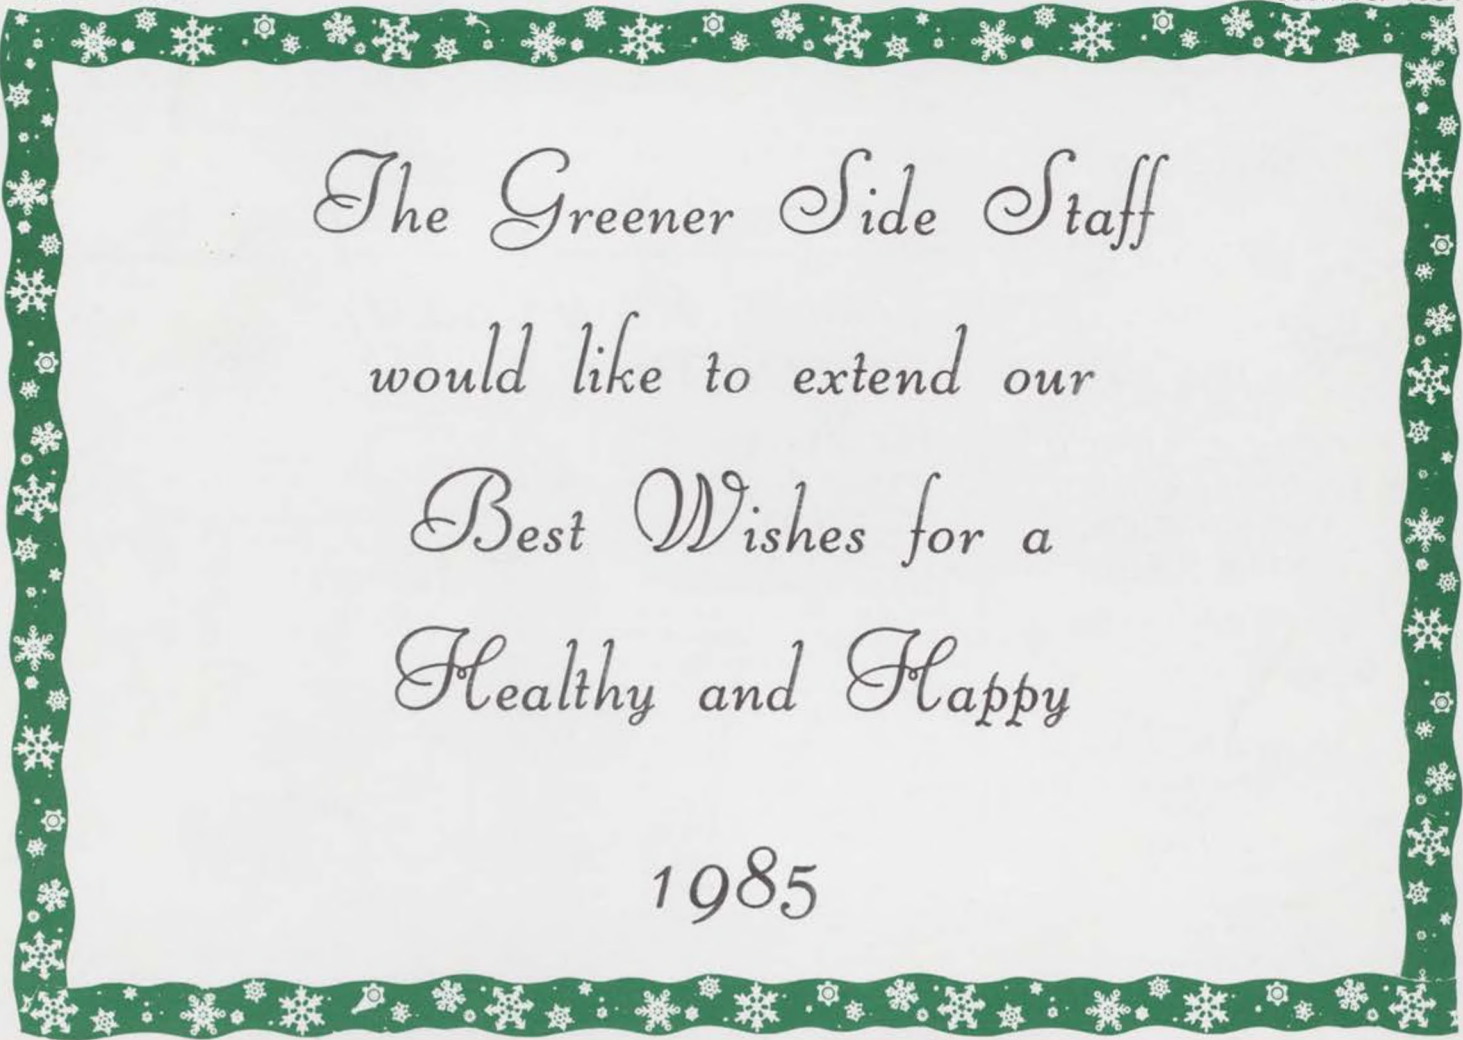 The Greener Side Staff
would like to extend our
Best Wishes for a
Healthy and Happy
1985